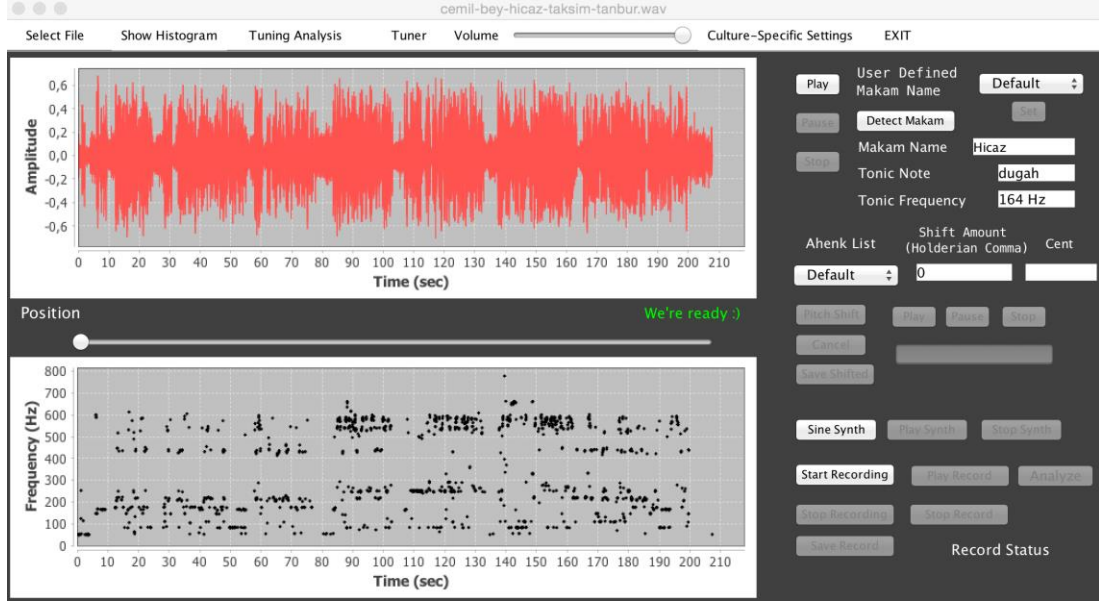 cemil-bey-hicaz-taksim-tanbur.wav
Select File Show Histogram Tuning Analysis Tuner Volume Culture-Specific Settings EXIT
Amplitude
0,6
0,4
0,2
0,0
-0,2
-0,4
-0,6
0 10 20 30 40 50 60 70 80 90 100 110 120 130 140 150 160 170 180 190 200 210
Time (sec)
Position We're ready :)
Frequency (Hz)
800
700
600
500
400
300
200
100
0
0 10 20 30 40 50 60 70 80 90 100 110 120 130 140 150 160 170 180 190 200 210
Time (sec)
Play User Defined
Makam Name Default
Set
Pause Detect Makam
Makam Name Hicaz
Stop
Tonic Note dugah
Tonic Frequency 164 Hz
Ahenk List Shift Amount
(Holderian Comma) Cent
Default 0
Pitch Shift Play Pause Stop
Cancel
Save Shifted
Sine Synth Play Synth Stop Synth
Start Recording Play Record Analyze
Stop Recording Stop Record
Save Record Record Status